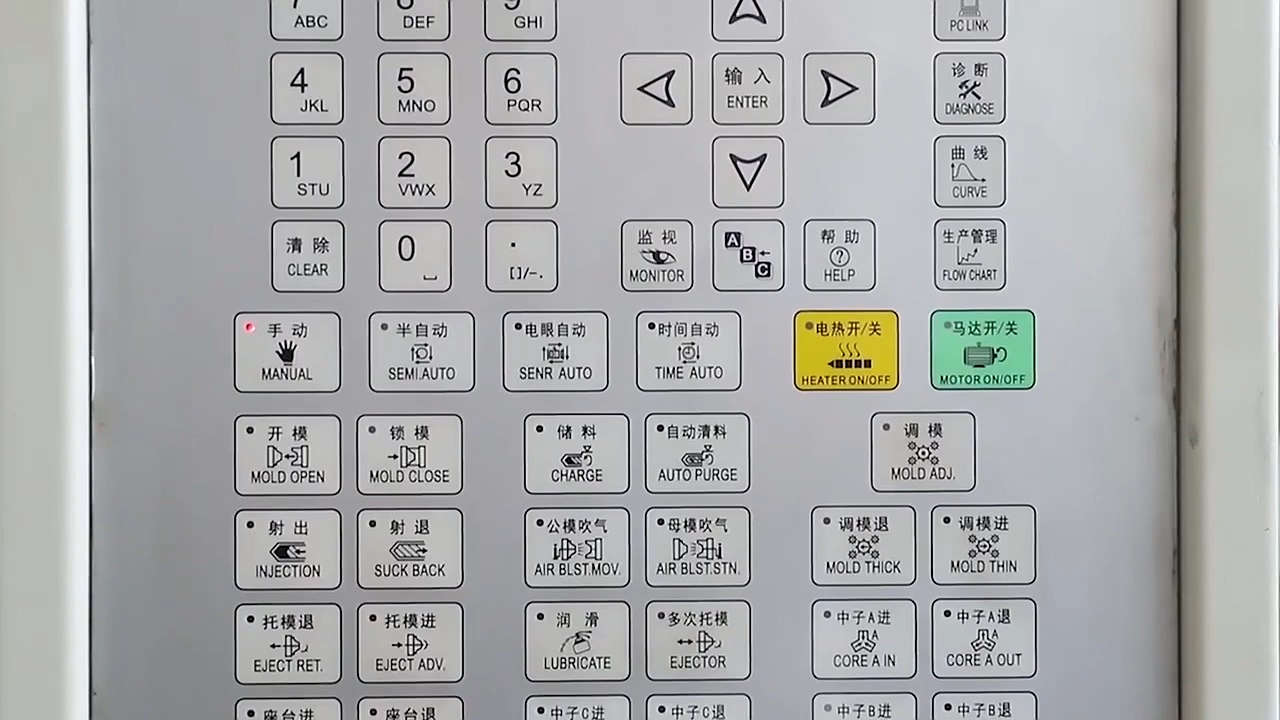 7 8 9
ABC DEF GHI PC LINK
4 5 6 输入 诊断
JKL MNO PQR ENTER DIAGNOSE
1 2 3 曲线
STU VWX YZ CURVE
清除 0 . 监视 A B C 帮助 生产管理
CLEAR []/-. MONITOR HELP FLOW CHART
手动 半自动 电眼自动 时间自动 电热开/关 马达开/关
MANUAL SEMI.AUTO SENR AUTO TIME AUTO HEATER ON/OFF MOTOR ON/OFF
开模 锁模 储料 自动清料 调模
MOLD OPEN MOLD CLOSE CHARGE AUTO PURGE MOLD ADJ.
射出 射退 公模吹气 母模吹气 调模退 调模进
INJECTION SUCK BACK AIR BLST.MOV. AIR BLST.STN. MOLD THICK MOLD THIN
托模退 托模进 润滑 多次托模 中子A进 中子A退
A A
EJECT RET. EJECT ADV. LUBRICATE EJECTOR CORE A IN CORE A OUT
座台进 座台退 中子C进 中子C退 中子B进 中子B退